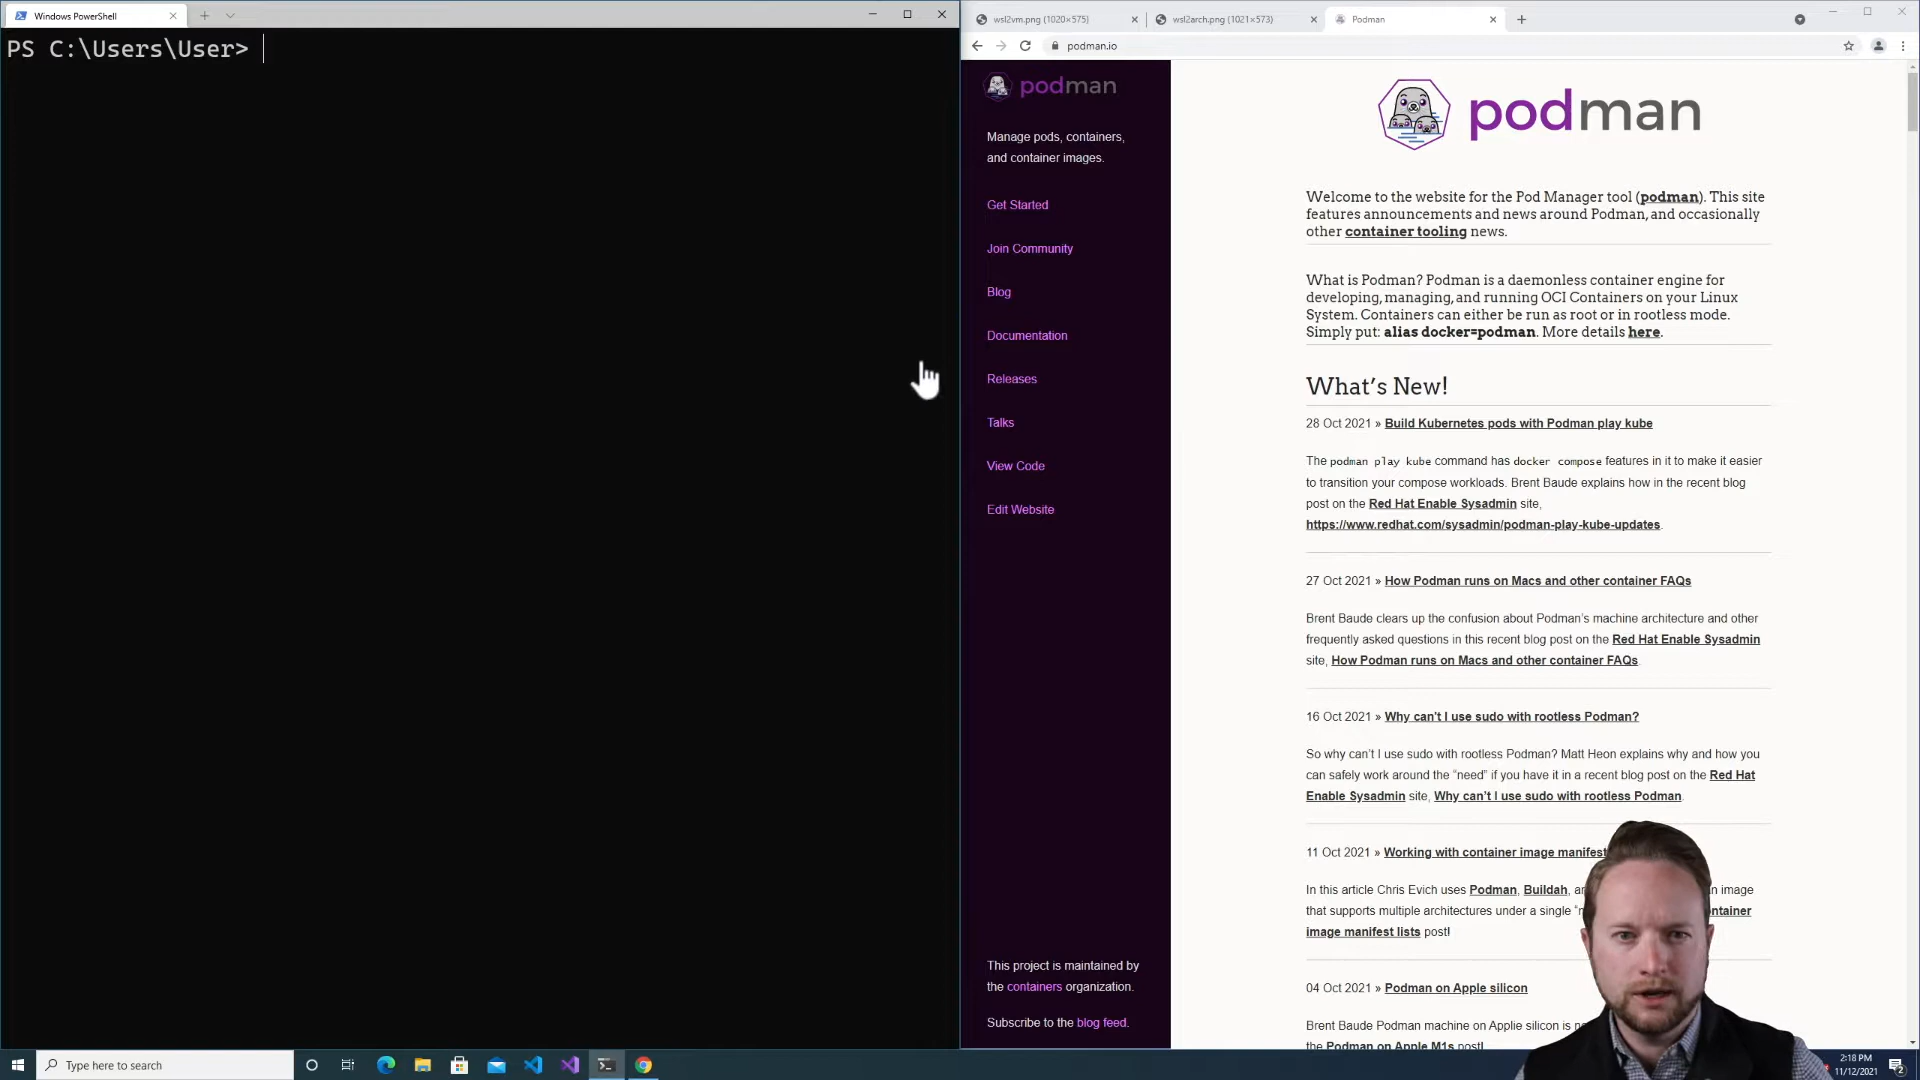 Windows PowerShell
PS C:\Users\User>
wsl2vm.png (1020×575)
wsl2arch.png (1021×573)
Podman
podman.io
podman
Manage pods, containers,
and container images.
Get Started
Join Community
Blog
Documentation
Releases
Talks
View Code
Edit Website
This project is maintained by
the containers organization.
Subscribe to the blog feed.
podman
Welcome to the website for the Pod Manager tool (podman). This site
features announcements and news around Podman, and occasionally
other container tooling news.
What is Podman? Podman is a daemonless container engine for
developing, managing, and running OCI Containers on your Linux
System. Containers can either be run as root or in rootless mode.
Simply put: alias docker=podman. More details here.
What's New!
28 Oct 2021 » Build Kubernetes pods with Podman play kube
The podman play kube command has docker compose features in it to make it easier
to transition your compose workloads. Brent Baude explains how in the recent blog
post on the Red Hat Enable Sysadmin site,
https://www.redhat.com/sysadmin/podman-play-kube-updates.
27 Oct 2021 » How Podman runs on Macs and other container FAQs
Brent Baude clears up the confusion about Podman's machine architecture and other
frequently asked questions in this recent blog post on the Red Hat Enable Sysadmin
site, How Podman runs on Macs and other container FAQs.
16 Oct 2021 » Why can't I use sudo with rootless Podman?
So why can't I use sudo with rootless Podman? Matt Heon explains why and how you
can safely work around the “need” if you have it in a recent blog post on the Red Hat
Enable Sysadmin site, Why can't I use sudo with rootless Podman.
11 Oct 2021 » Working with container image manifest
In this article Chris Evich uses Podman, Buildah, an image
that supports multiple architectures under a single
image manifest lists post!
04 Oct 2021 » Podman on Apple silicon
Brent Baude Podman machine on Applie silicon is
the Podman on Apple M1s post!
Type here to search
2:18 PM
11/12/2021
2